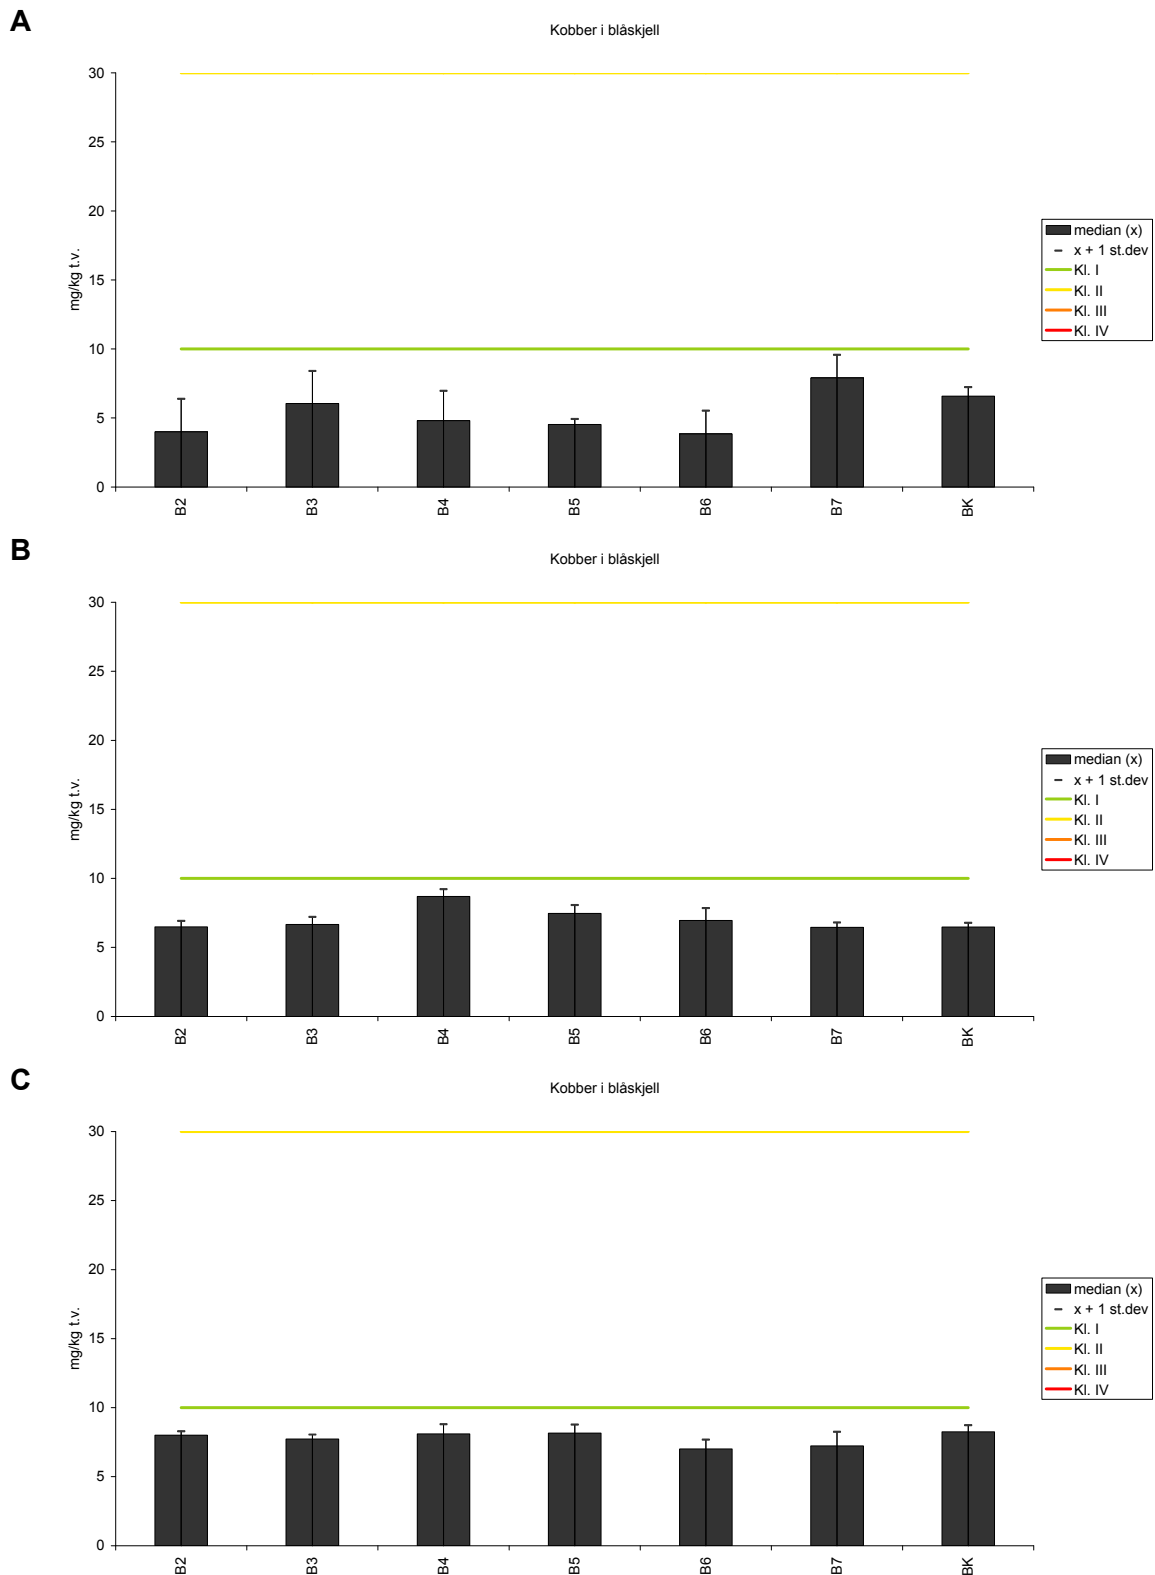 A
Kobber i blåskjell
30
25
20
15
10
5
0
mg/kg t.v.
B2
B3
B4
B5
B6
B7
BK
median (x)
x + 1 st.dev
Kl. I
Kl. II
Kl. III
Kl. IV
B
Kobber i blåskjell
30
25
20
15
10
5
0
mg/kg t.v.
B2
B3
B4
B5
B6
B7
BK
median (x)
x + 1 st.dev
Kl. I
Kl. II
Kl. III
Kl. IV
C
Kobber i blåskjell
30
25
20
15
10
5
0
mg/kg t.v.
B2
B3
B4
B5
B6
B7
BK
median (x)
x + 1 st.dev
Kl. I
Kl. II
Kl. III
Kl. IV